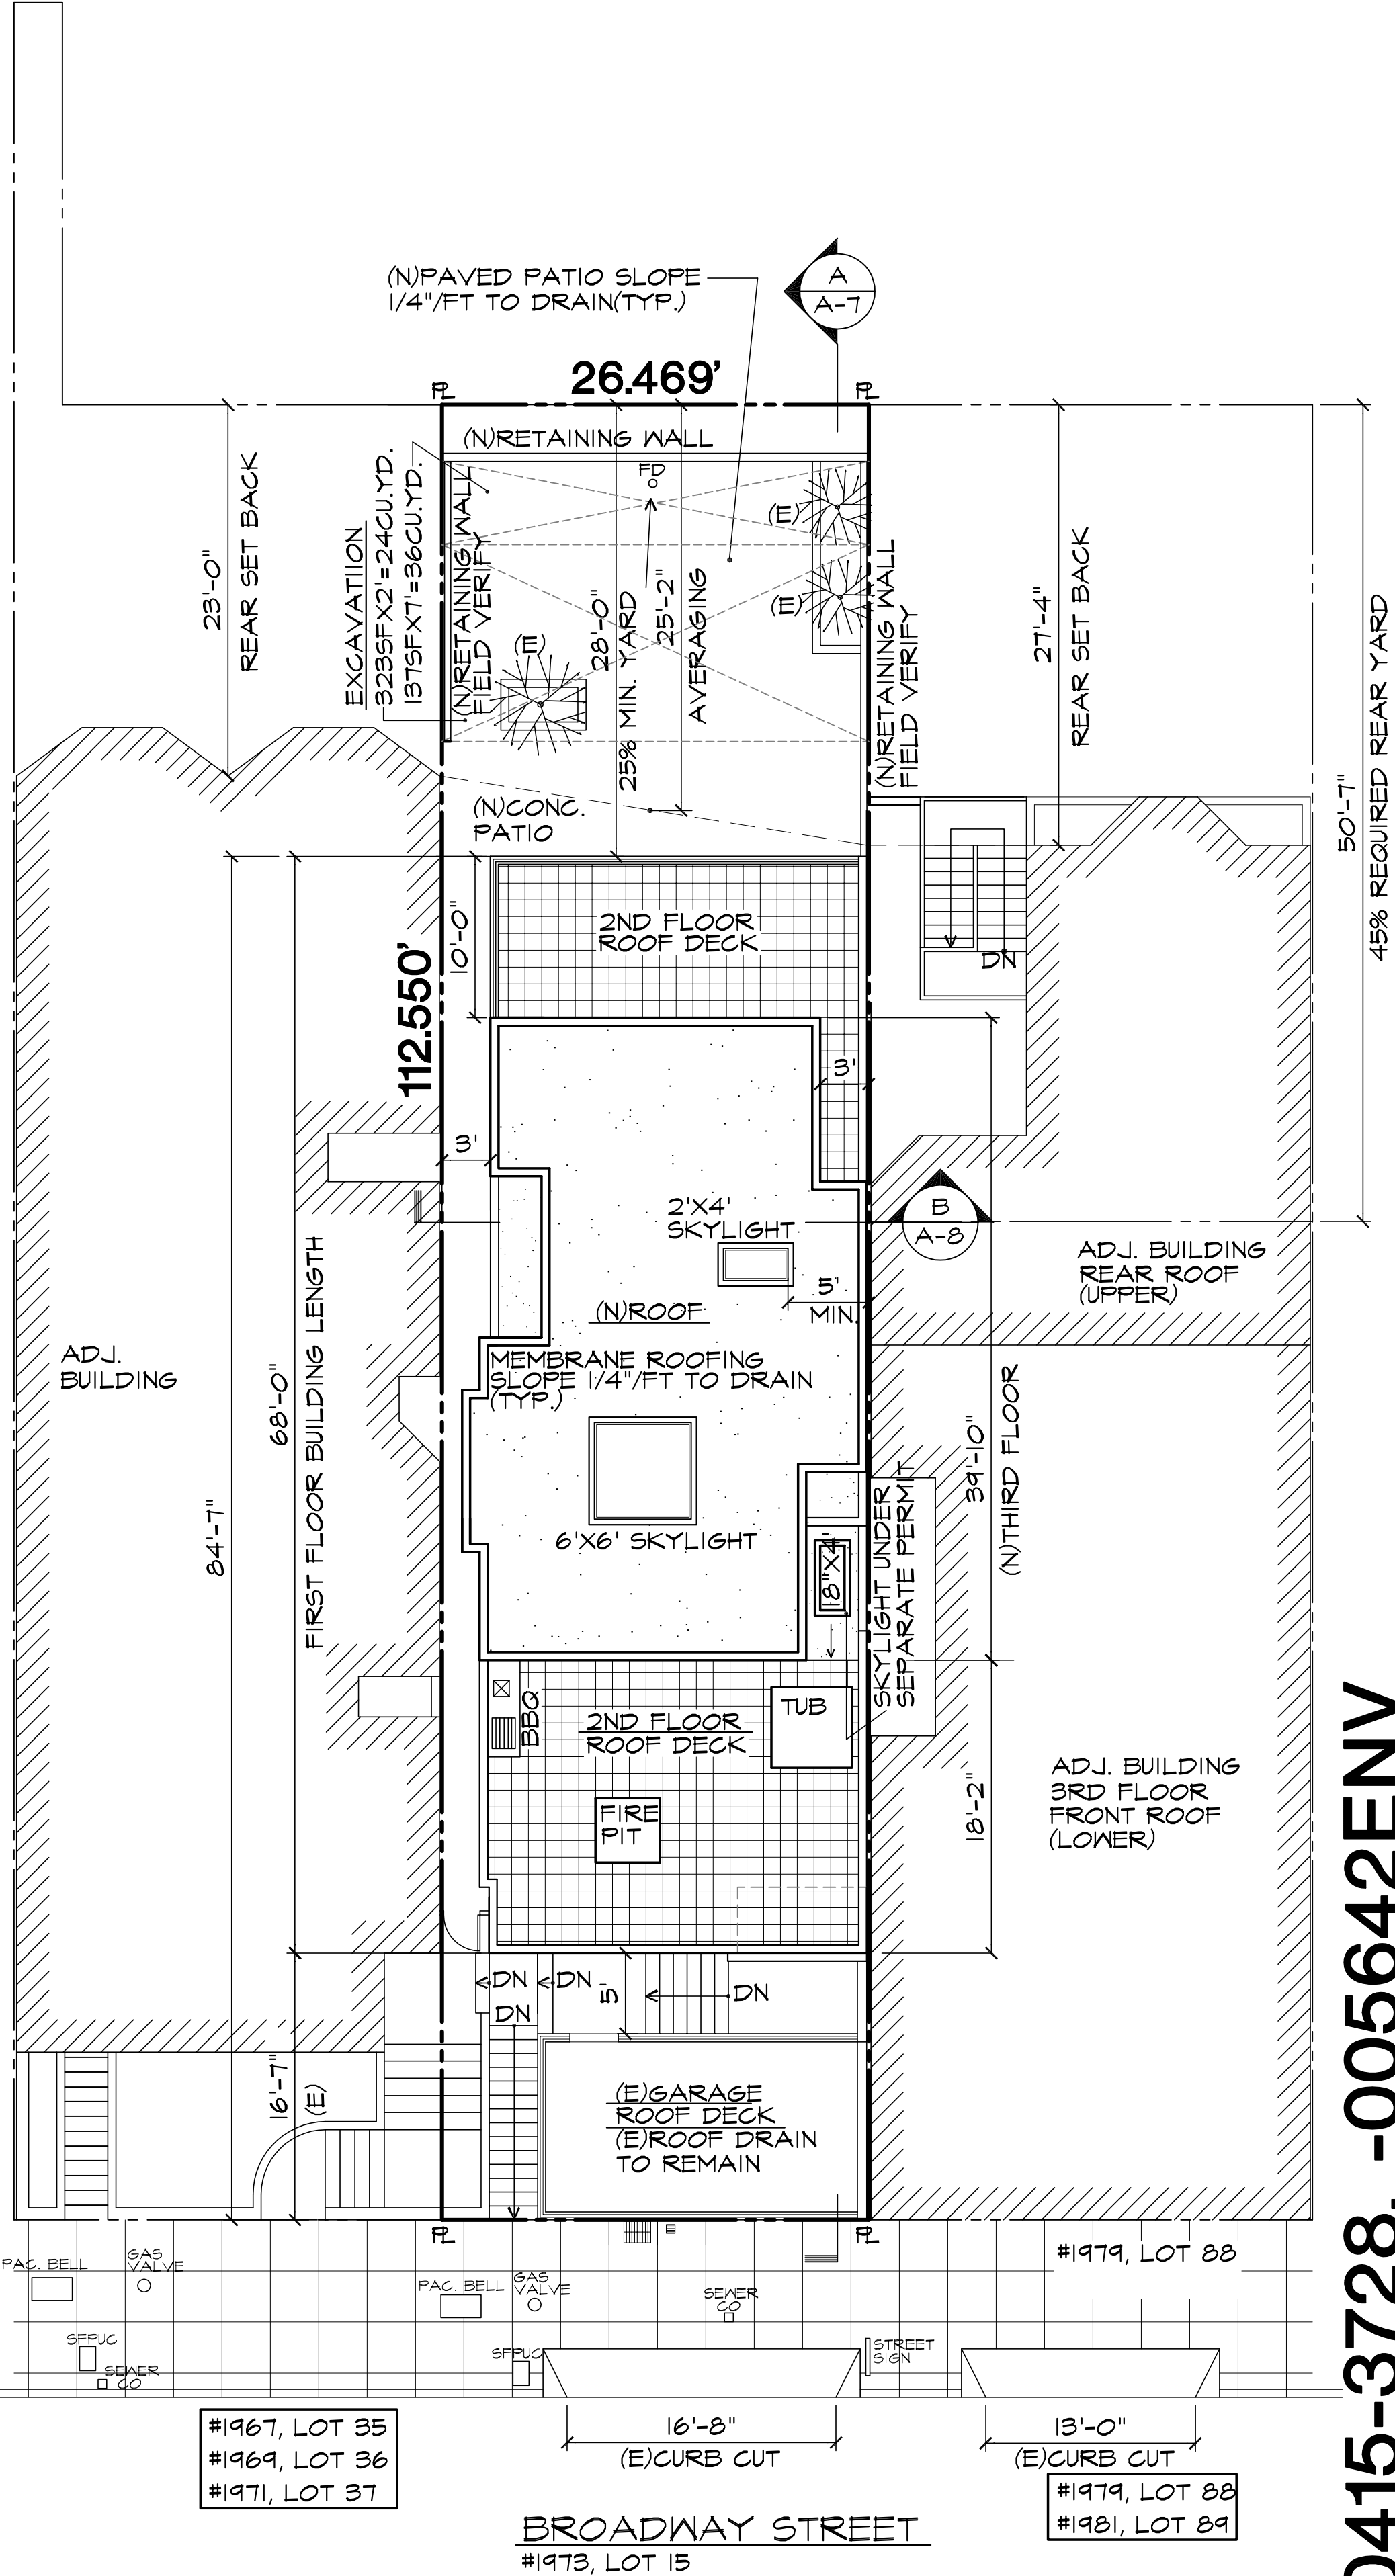 (N)PAVED PATIO SLOPE
1/4"/FT TO DRAIN(TYP.)
A
A-7
26.469'
PL
PL
(N)RETAINING WALL
FD
(E)
(E)
(E)
23'-0"
REAR SET BACK
EXCAVATIION
323SFX2'=24CU.YD.
137SFX7'=36CU.YD.
(N)RETAINING WALL
FIELD VERIFY
28'-0"
25% MIN. YARD
25'-2"
AVERAGING
(N)RETAINING WALL
FIELD VERIFY
27'-4"
REAR SET BACK
50'-7"
45% REQUIRED REAR YARD
(N)CONC.
PATIO
112.550'
10'-0"
2ND FLOOR
ROOF DECK
DN
3'
3'
2'X4'
SKYLIGHT
B
A-8
5'
MIN.
(N)ROOF
MEMBRANE ROOFING
SLOPE 1/4"/FT TO DRAIN
(TYP.)
ADJ. BUILDING
REAR ROOF
(UPPER)
ADJ.
BUILDING
84'-7"
68'-0"
FIRST FLOOR BUILDING LENGTH
6'X6' SKYLIGHT
18"X4'
SKYLIGHT UNDER
SEPARATE PERMIT
39'-10"
(N)THIRD FLOOR
BBQ
TUB
2ND FLOOR
ROOF DECK
FIRE
PIT
18'-2"
ADJ. BUILDING
3RD FLOOR
FRONT ROOF
(LOWER)
DN
DN
DN
DN
5'
16'-7"
(E)
(E)GARAGE
ROOF DECK
(E)ROOF DRAIN
TO REMAIN
PL
PL
PAC. BELL
GAS
VALVE
SFPUC
SEWER
CO
PAC. BELL
GAS
VALVE
SFPUC
SEWER
CO
STREET
SIGN
#1979, LOT 88
#1967, LOT 35
#1969, LOT 36
#1971, LOT 37
16'-8"
(E)CURB CUT
13'-0"
(E)CURB CUT
#1979, LOT 88
#1981, LOT 89
BROADWAY STREET
#1973, LOT 15
0415-3728, -005642ENV